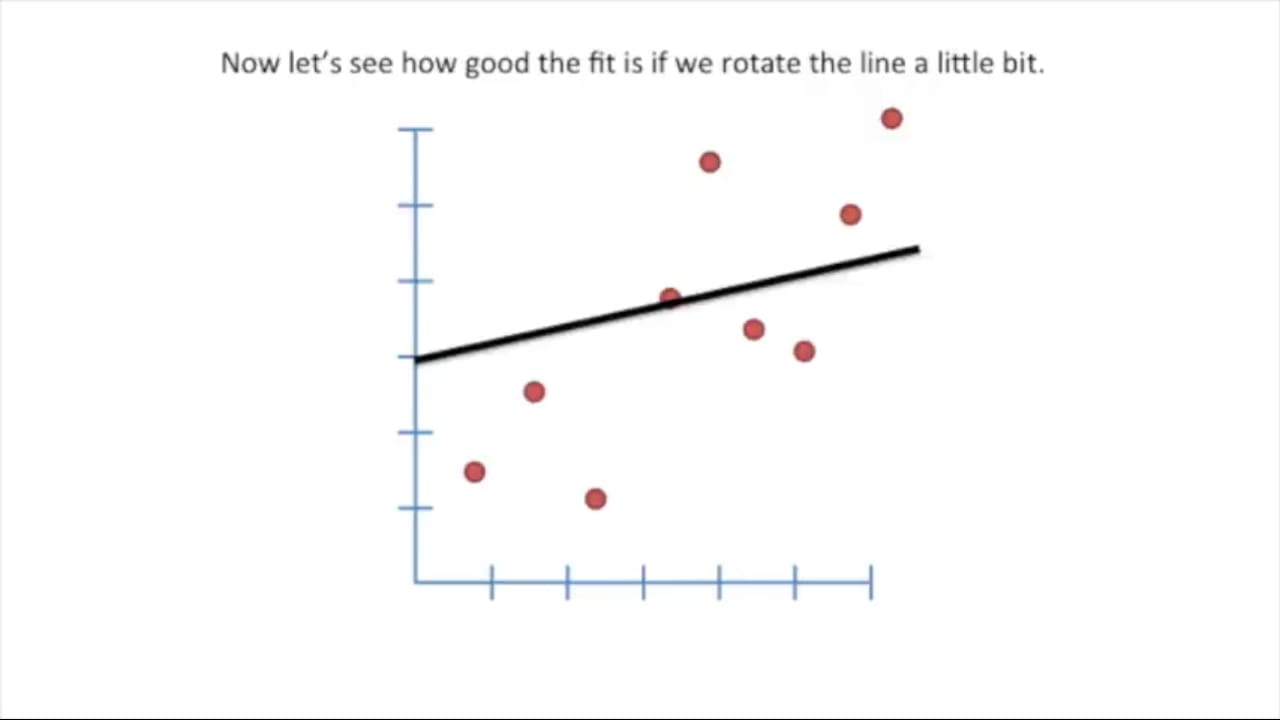 Now let’s see how good the fit is if we rotate the line a little bit.